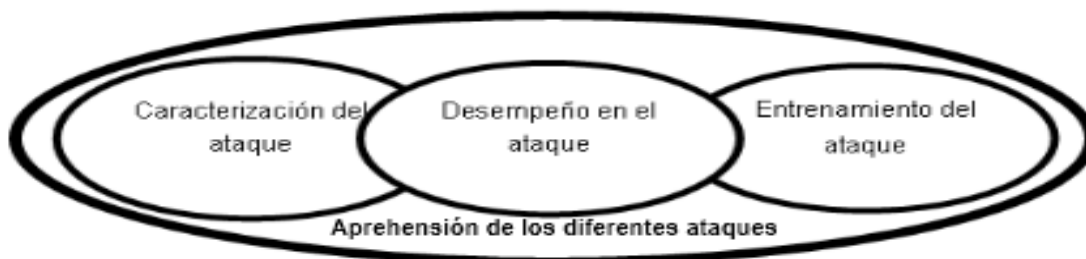 Caracterización del
ataque
Desempeño en el
ataque
Entrenamiento del
ataque
Aprehensión de los diferentes ataques